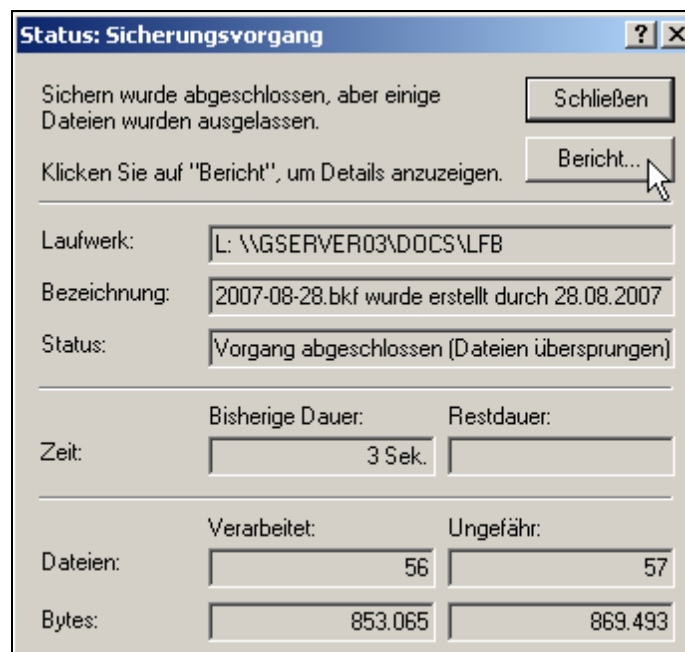 Status: Sicherungsvorgang
Sichern wurde abgeschlossen, aber einige
Dateien wurden ausgelassen.
Schließen
Klicken Sie auf "Bericht", um Details anzuzeigen.
Bericht...
Laufwerk: L: \\GSERVER03\DOCS\LFB
Bezeichnung: 2007-08-28.bkf wurde erstellt durch 28.08.2007
Status: Vorgang abgeschlossen (Dateien übersprungen)
Bisherige Dauer: Restdauer:
Zeit: 3 Sek.
Verarbeitet: Ungefähr:
Dateien: 56 57
Bytes: 853.065 869.493